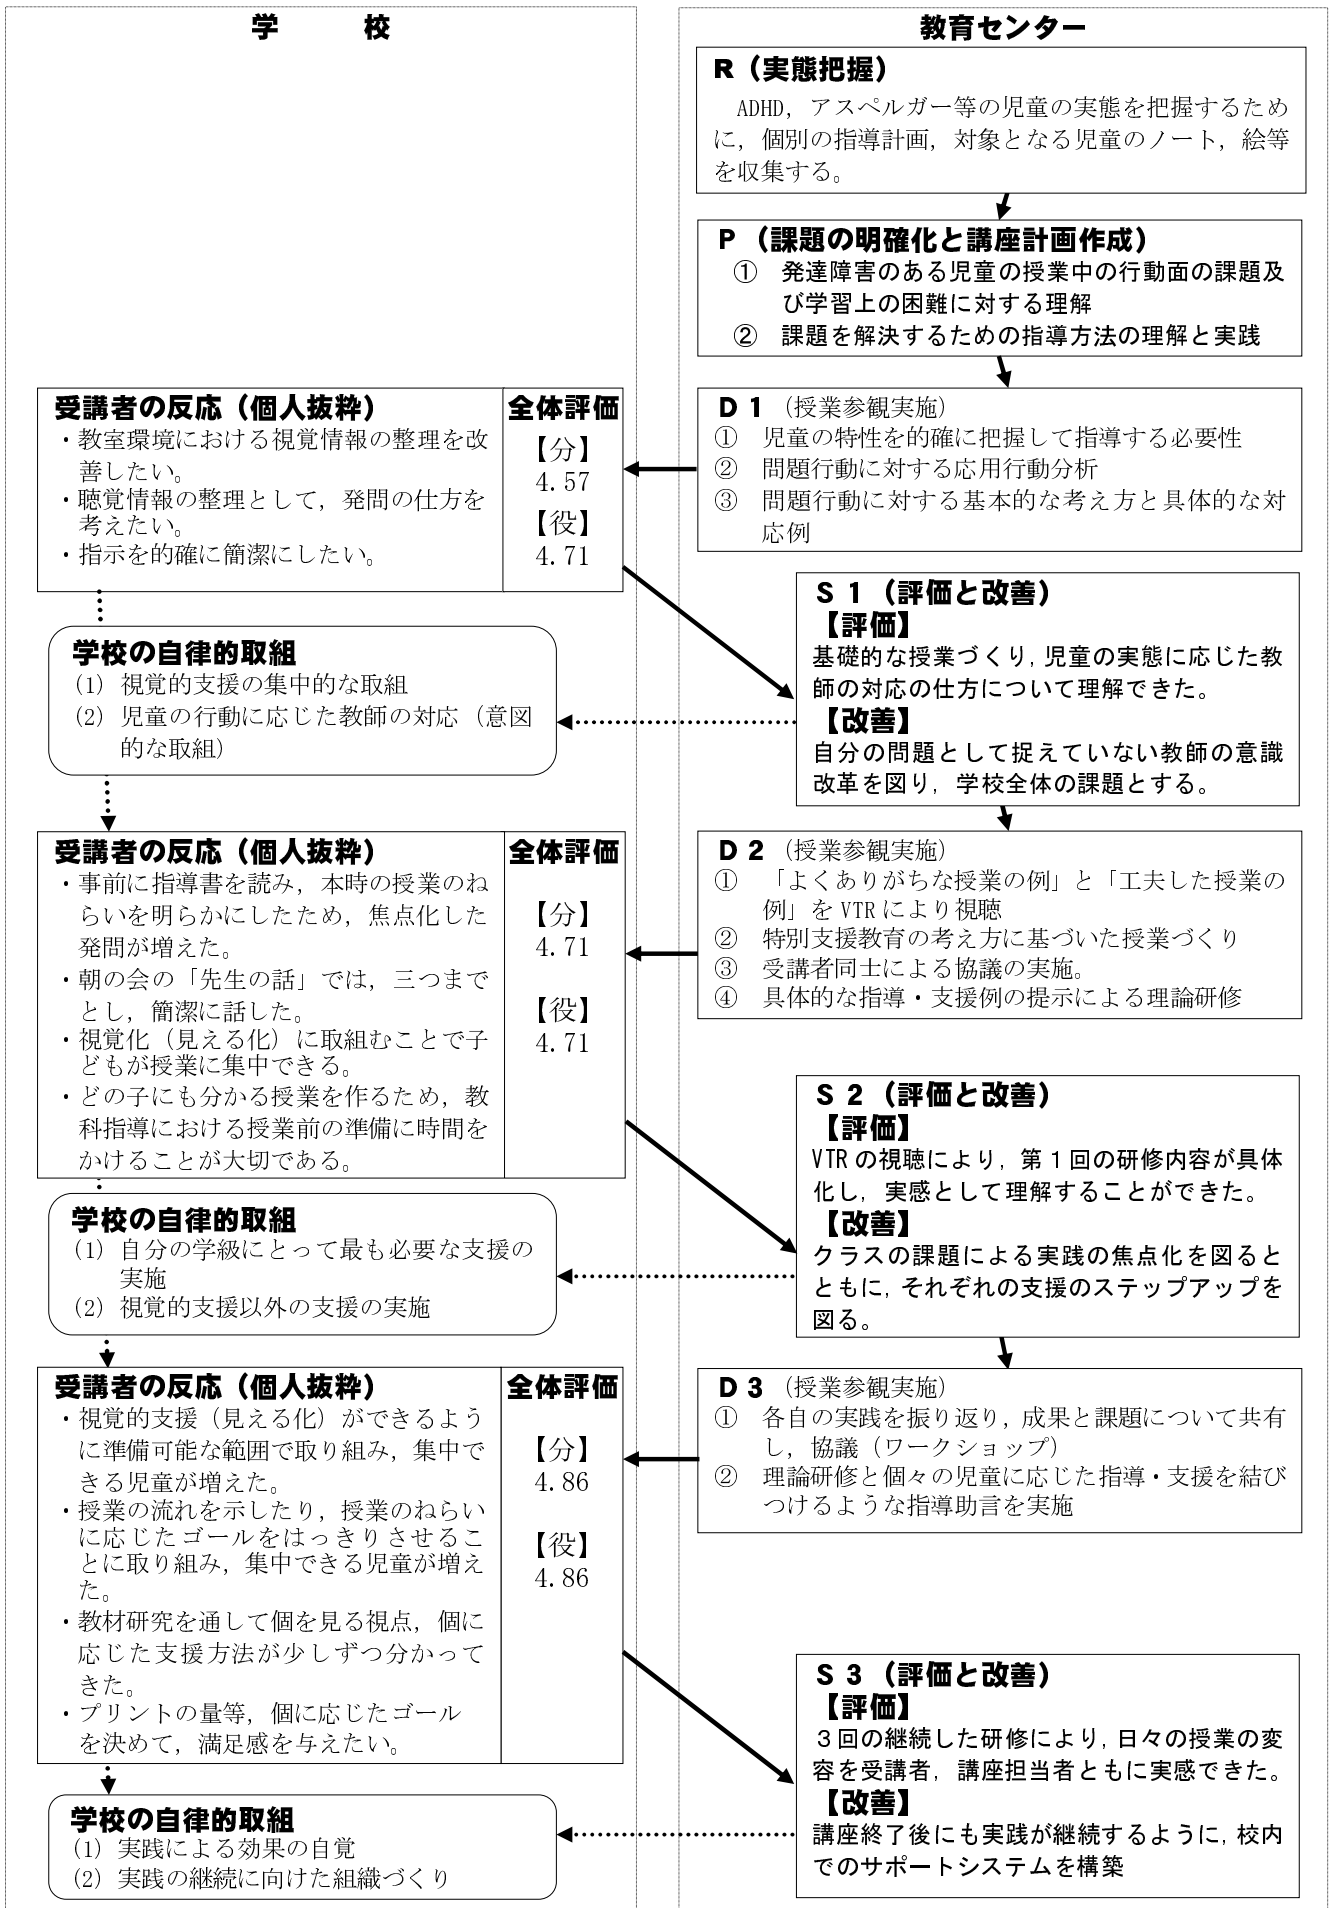 学　　校
教育センター
R（実態把握）
ADHD，アスペルガー等の児童の実態を把握するため
に，個別の指導計画，対象となる児童のノート，絵等
を収集する。
P（課題の明確化と講座計画作成）
①　発達障害のある児童の授業中の行動面の課題及
び学習上の困難に対する理解
②　課題を解決するための指導方法の理解と実践
受講者の反応（個人抜粋）
・教室環境における視覚情報の整理を改
善したい。
・聴覚情報の整理として，発問の仕方を
考えたい。
・指示を的確に簡潔にしたい。
全体評価
【分】
4.57
【役】
4.71
D１（授業参観実施）
①　児童の特性を的確に把握して指導する必要性
②　問題行動に対する応用行動分析
③　問題行動に対する基本的な考え方と具体的な対
応例
S１（評価と改善）
【評価】
基礎的な授業づくり，児童の実態に応じた教
師の対応の仕方について理解できた。
【改善】
自分の問題として捉えていない教師の意識
改革を図り，学校全体の課題とする。
学校の自律的取組
(1) 視覚的支援の集中的な取組
(2) 児童の行動に応じた教師の対応（意図
的な取組）
受講者の反応（個人抜粋）
・事前に指導書を読み，本時の授業のね
らいを明らかにしたため，焦点化した
発問が増えた。
・朝の会の「先生の話」では，三つまで
とし，簡潔に話した。
・視覚化（見える化）に取組むことで子
どもが授業に集中できる。
・どの子にも分かる授業を作るため，教
科指導における授業前の準備に時間を
かけることが大切である。
全体評価
【分】
4.71
【役】
4.71
D２（授業参観実施）
①　「よくありがちな授業の例」と「工夫した授業の
例」をVTRにより視聴
②　特別支援教育の考え方に基づいた授業づくり
③　受講者同士による協議の実施。
④　具体的な指導・支援例の提示による理論研修
S２（評価と改善）
【評価】
VTRの視聴により，第１回の研修内容が具体
化し，実感として理解することができた。
【改善】
クラスの課題による実践の焦点化を図ると
ともに，それぞれの支援のステップアップを
図る。
学校の自律的取組
(1) 自分の学級にとって最も必要な支援の
実施
(2) 視覚的支援以外の支援の実施
受講者の反応（個人抜粋）
・視覚的支援（見える化）ができるよう
に準備可能な範囲で取り組み，集中で
きる児童が増えた。
・授業の流れを示したり，授業のねらい
に応じたゴールをはっきりさせるこ
とに取り組み，集中できる児童が増え
た。
・教材研究を通して個を見る視点，個に
応じた支援方法が少しずつ分かって
きた。
・プリントの量等，個に応じたゴール
を決めて，満足感を与えたい。
全体評価
【分】
4.86
【役】
4.86
D３（授業参観実施）
①　各自の実践を振り返り，成果と課題について共有
し，協議（ワークショップ）
②　理論研修と個々の児童に応じた指導・支援を結び
つけるような指導助言を実施
S３（評価と改善）
【評価】
３回の継続した研修により，日々の授業の変
容を受講者，講座担当者ともに実感できた。
【改善】
講座終了後にも実践が継続するように，校内
でのサポートシステムを構築
学校の自律的取組
(1) 実践による効果の自覚
(2) 実践の継続に向けた組織づくり